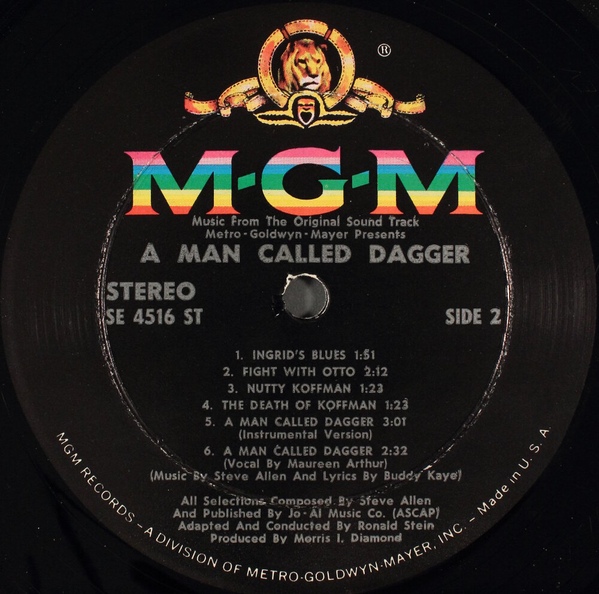 ®
M-G-M
Music From The Original Sound Track
Metro-Goldwyn-Mayer Presents
A MAN CALLED DAGGER
STEREO
SE 4516 ST
SIDE 2
1. INGRID'S BLUES 1:51
2. FIGHT WITH OTTO 2:12
3. NUTTY KOFFMAN 1:23
4. THE DEATH OF KOFFMAN 1:23
5. A MAN CALLED DAGGER 3:01
(Instrumental Version)
6. A MAN CALLED DAGGER 2:32
(Vocal By Maureen Arthur)
(Music By Steve Allen And Lyrics By Buddy Kaye)
All Selections Composed By Steve Allen
And Published By Jo-Al Music Co. (ASCAP)
Adapted And Conducted By Ronald Stein
Produced By Morris I. Diamond
MGM RECORDS - A DIVISION OF METRO-GOLDWYN-MAYER, INC. - Made in U. S. A.